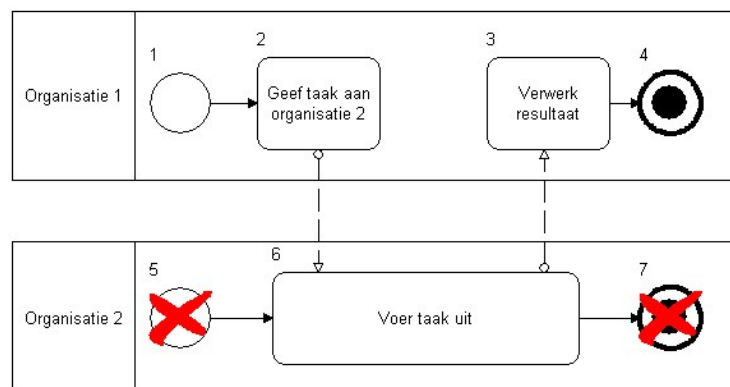 1
2
3
4
Organisatie 1
Geef taak aan
organisatie 2
Verwerk
resultaat
5
6
7
Organisatie 2
Voer taak uit